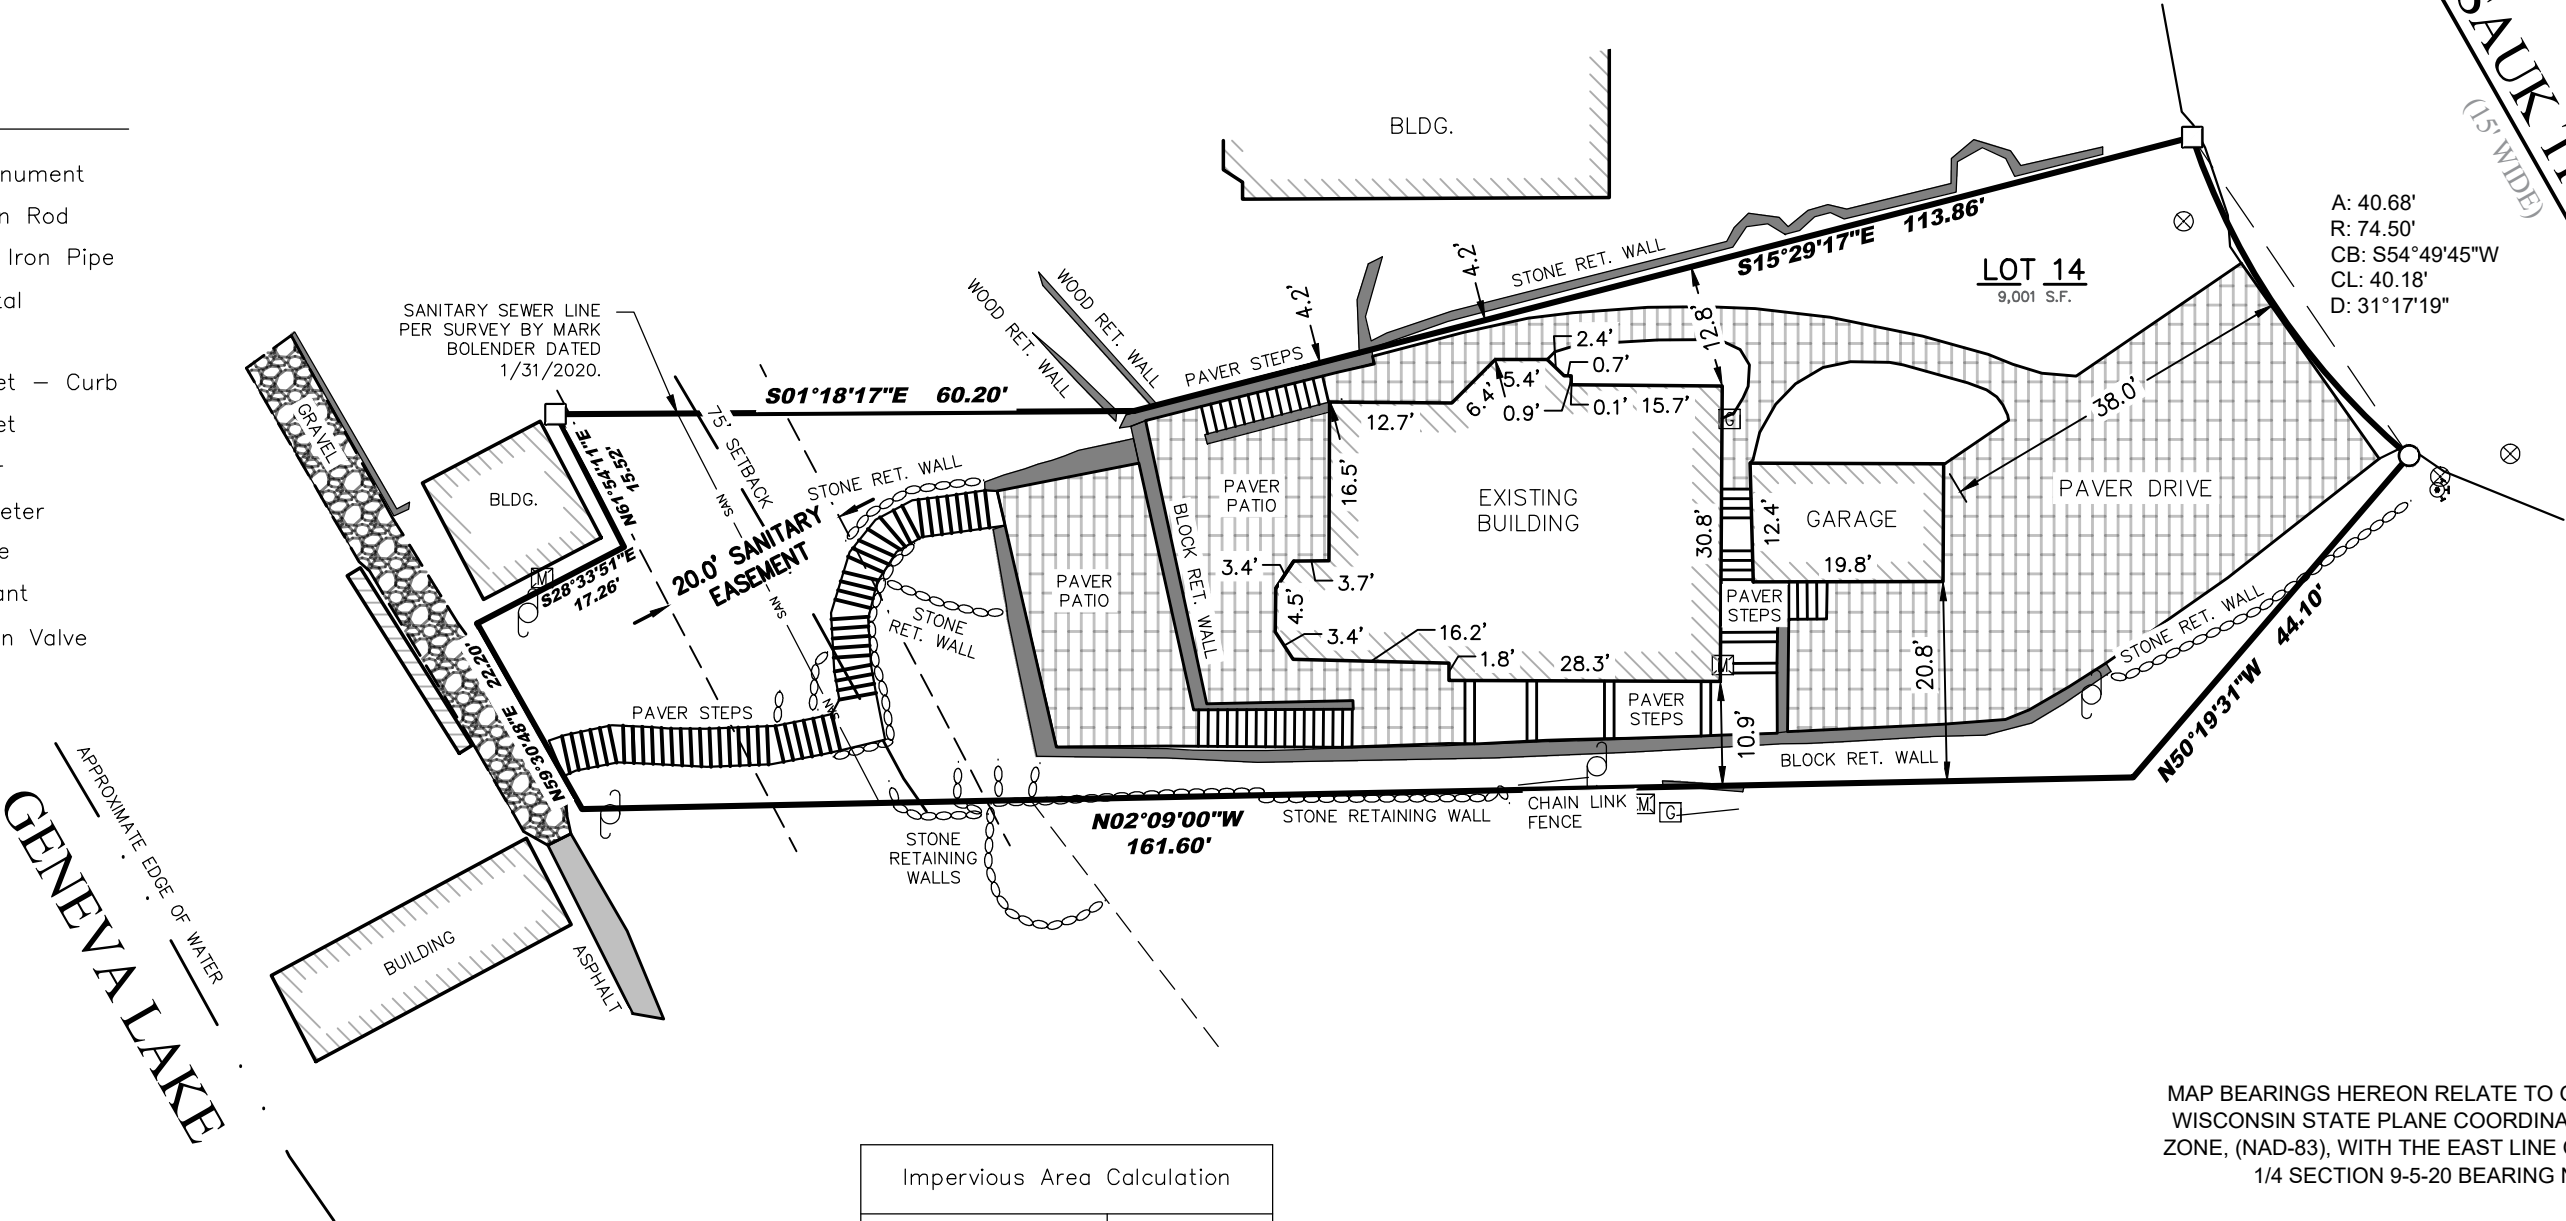 nument
n Rod
Iron Pipe
tal
et – Curb
et
eter
e
ant
n Valve
SANITARY SEWER LINE
PER SURVEY BY MARK
BOLENDER DATED
1/31/2020.
GRAVEL
BLDG.
N61°54'11"E
15.52'
S28°33'51"E
17.26'
M
22.20'
N59°30'48"E
S01°18'17"E 60.20'
75' SETBACK
SAN
SAN
SAN
20.0' SANITARY
EASEMENT
STONE RET. WALL
STONE
RET. WALL
PAVER STEPS
WOOD RET. WALL
WOOD RET. WALL
PAVER STEPS
PAVER
PATIO
PAVER
PATIO
BLOCK RET. WALL
BLDG.
4.2'
4.2'
STONE RET. WALL
S15°29'17"E 113.86'
12.8'
2.4'
0.7'
5.4'
6.4'
0.9'
0.1'
15.7'
12.7'
16.5'
3.4'
3.7'
4.5'
3.4'
16.2'
1.8'
28.3'
EXISTING
BUILDING
30.8'
G
M
12.4'
GARAGE
19.8'
PAVER
STEPS
PAVER
STEPS
10.9'
20.8'
38.0'
PAVER DRIVE
LOT 14
9,001 S.F.
SAUK T
(15' WIDE)
A: 40.68'
R: 74.50'
CB: S54°49'45"W
CL: 40.18'
D: 31°17'19"
STONE RET. WALL
N50°19'31"W 44.10'
BLOCK RET. WALL
CHAIN LINK
FENCE
M
G
STONE RETAINING WALL
N02°09'00"W
161.60'
STONE
RETAINING
WALLS
APPROXIMATE EDGE OF WATER
GENEVA LAKE
BUILDING
ASPHALT
Impervious Area Calculation
MAP BEARINGS HEREON RELATE TO
WISCONSIN STATE PLANE COORDINA
ZONE, (NAD-83), WITH THE EAST LINE
1/4 SECTION 9-5-20 BEARING N